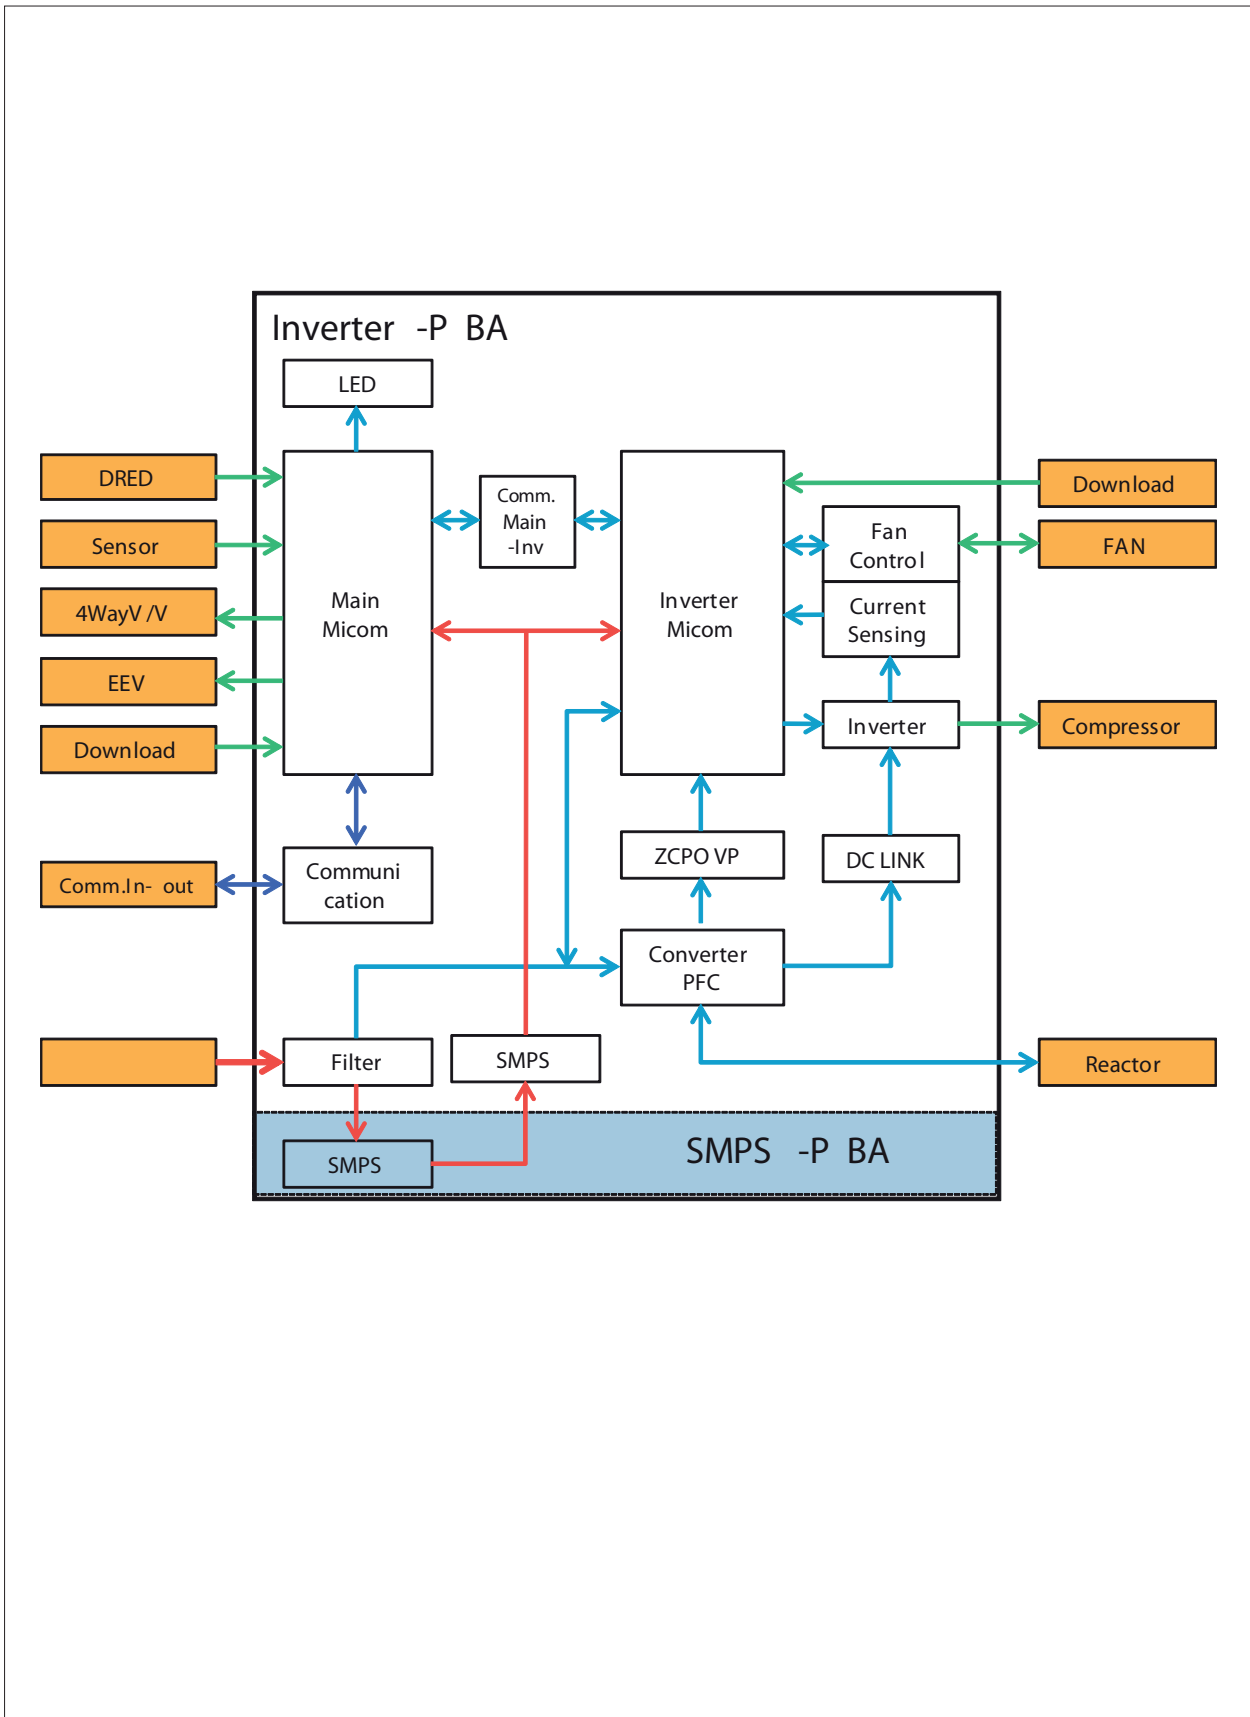 Inverter -P BA
LED
DRED
Sensor
4WayV /V
EEV
Download
Main
Micom
Comm.
Main
-Inv
Inverter
Micom
Download
Fan
Control
FAN
Current
Sensing
Inverter
Compressor
ZCPO VP
DC LINK
Comm.In- out
Communi
cation
Converter
PFC
Filter
SMPS
Reactor
SMPS
SMPS -P BA